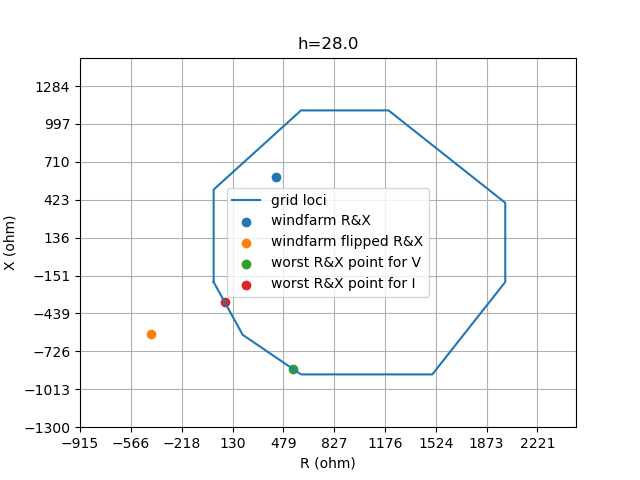 h=28.0
1284
997
710
423
136
−151
−439
−726
−1013
−1300
X (ohm)
grid loci
windfarm R&X
windfarm flipped R&X
worst R&X point for V
worst R&X point for I
−915 −566 −218 130 479 827 1176 1524 1873 2221
R (ohm)